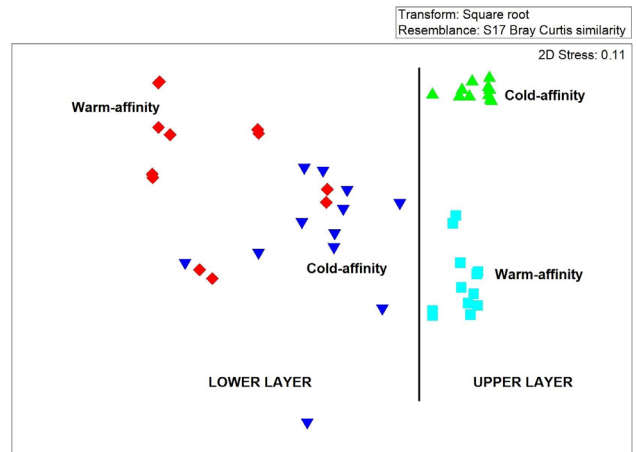 Transform: Square root
Resemblance: S17 Bray Curtis similarity
2D Stress: 0.11
Warm-affinity
Cold-affinity
Cold-affinity
Warm-affinity
LOWER LAYER
UPPER LAYER